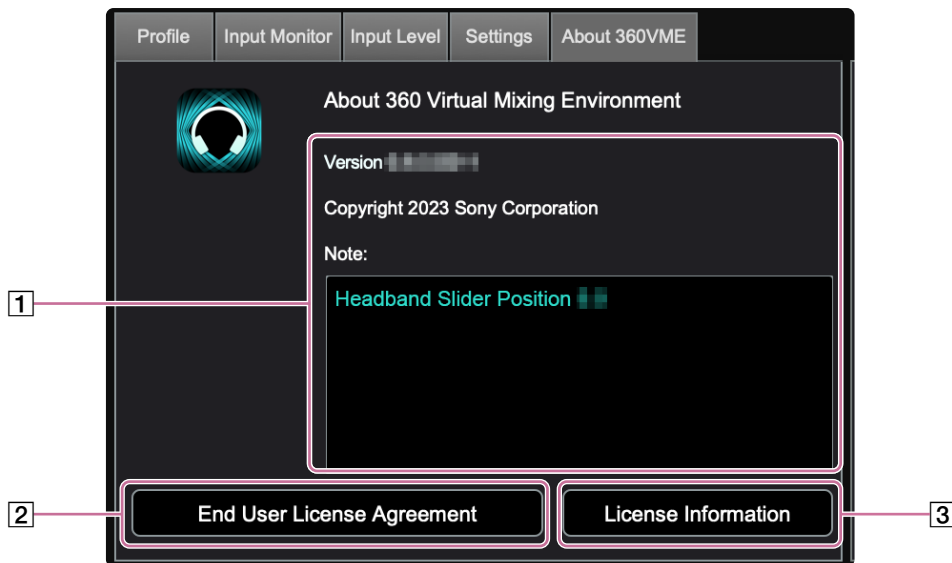 Profile
Input Monitor
Input Level
Settings
About 360VME
About 360 Virtual Mixing Environment
Version
Copyright 2023 Sony Corporation
Note:
1
Headband Slider Position
2
End User License Agreement
License Information
3